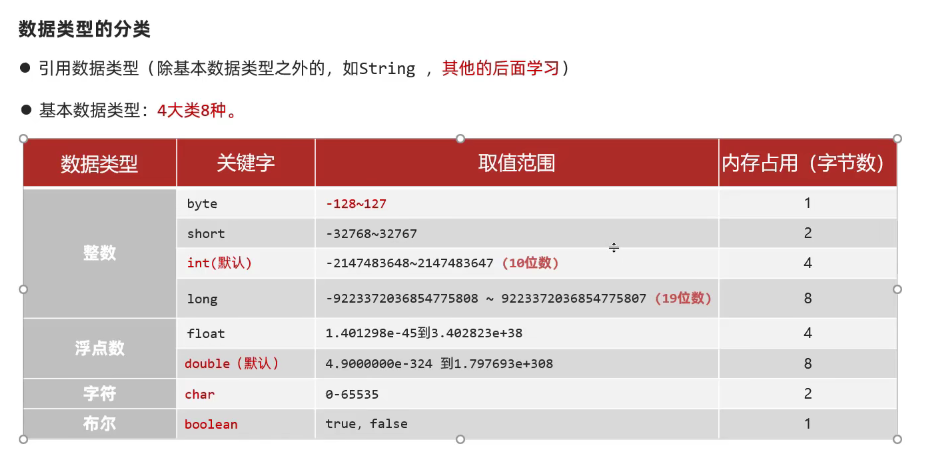 数据类型的分类
● 引用数据类型（除基本数据类型之外的，如String ，其他的后面学习）
● 基本数据类型：4大类8种。
数据类型 关键字 取值范围 内存占用（字节数）
整数 byte -128~127 1
short -32768~32767 2
int(默认) -2147483648~2147483647 (10位数) 4
long -9223372036854775808 ~ 9223372036854775807 (19位数) 8
浮点数 float 1.401298e-45到3.402823e+38 4
double（默认） 4.9000000e-324 到1.797693e+308 8
字符 char 0-65535 2
布尔 boolean true, false 1